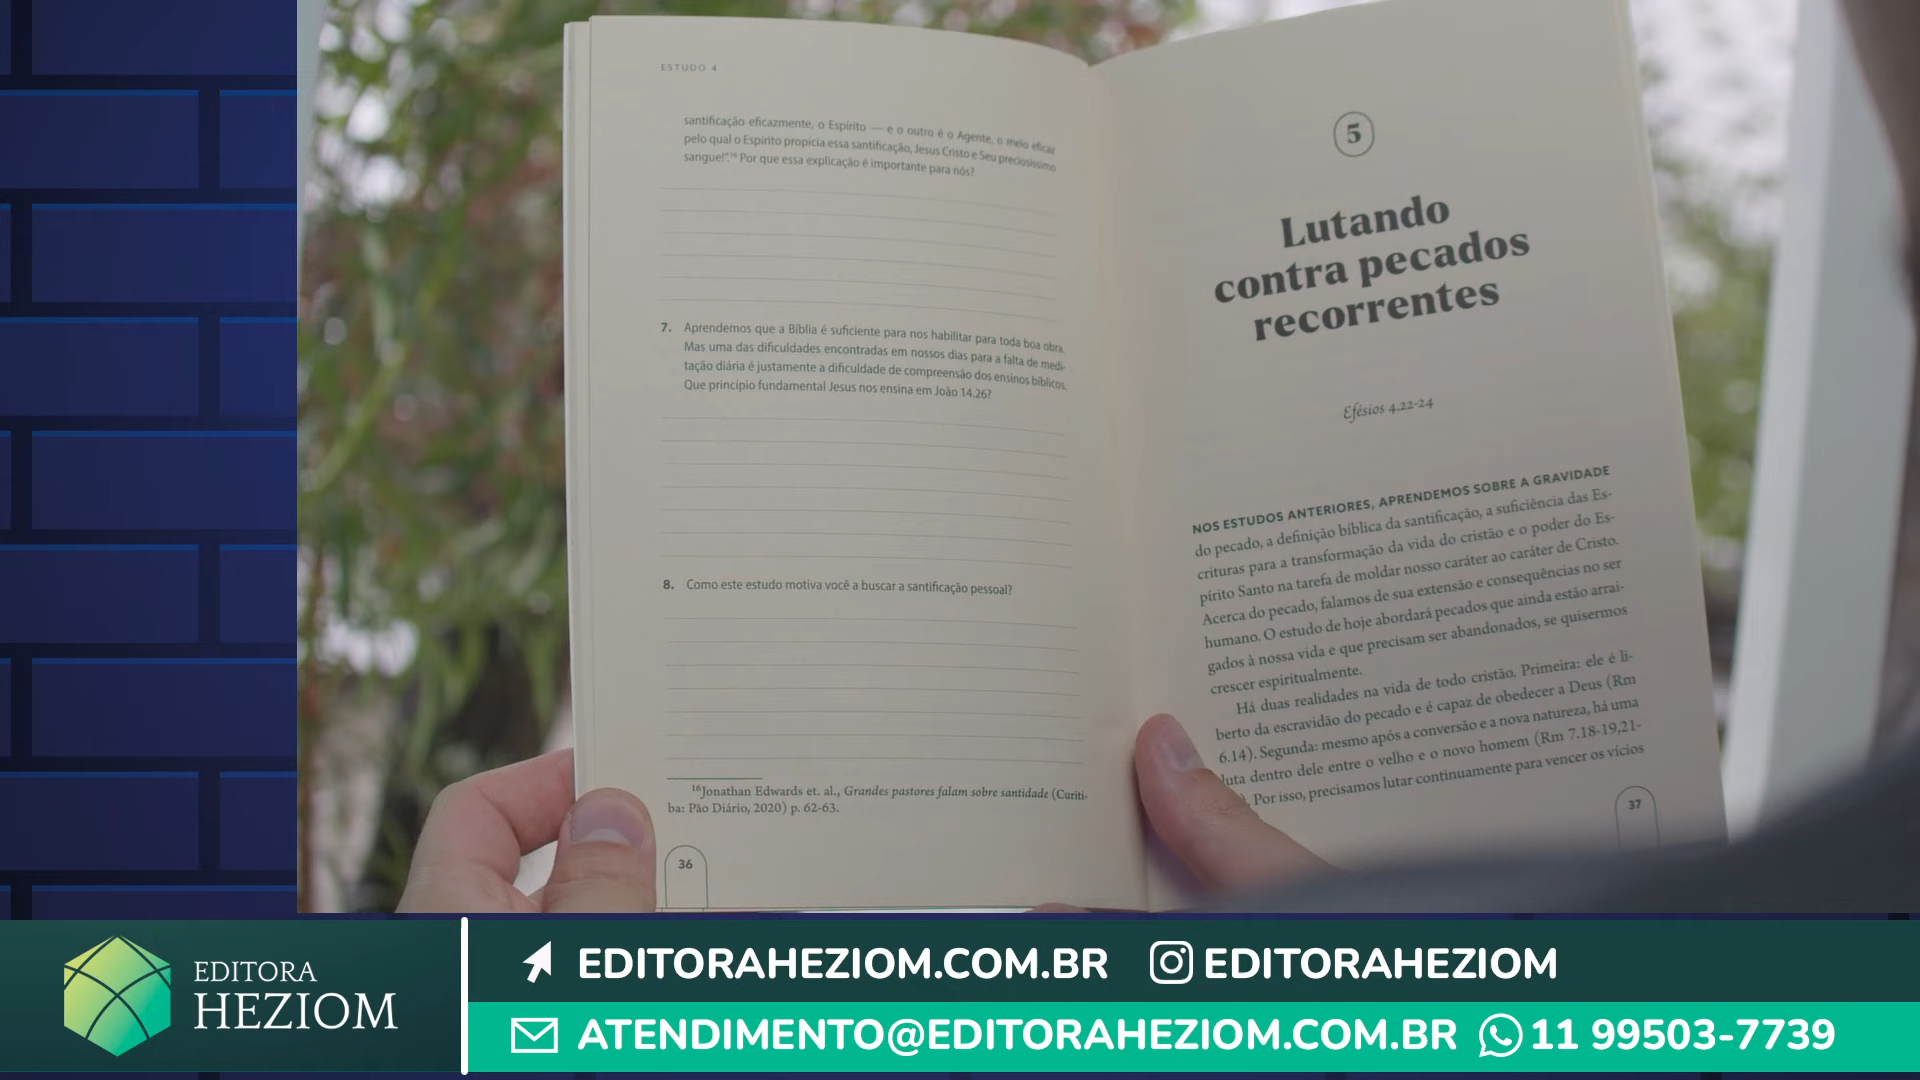 ESTUDO 4
santificação eficazmente, o Espírito — e o outro é o Agente, o meio eficaz
pelo qual o Espírito propicia essa santificação, Jesus Cristo e Seu preciosíssimo
sangue!”.¹⁶ Por que essa explicação é importante para nós?
7. Aprendemos que a Bíblia é suficiente para nos habilitar para toda boa obra.
Mas uma das dificuldades encontradas em nossos dias para a falta de medi-
tação diária é justamente a dificuldade de compreensão dos ensinos bíblicos.
Que princípio fundamental Jesus nos ensina em João 14.26?
8. Como este estudo motiva você a buscar a santificação pessoal?
¹⁶Jonathan Edwards et. al., Grandes pastores falam sobre santidade (Curiti-
ba: Pão Diário, 2020) p. 62-63.
36
5
Lutando
contra pecados
recorrentes
Efésios 4.22-24
NOS ESTUDOS ANTERIORES, APRENDEMOS SOBRE A GRAVIDADE
do pecado, a definição bíblica da santificação, a suficiência das Es-
crituras para a transformação da vida do cristão e o poder do Es-
pírito Santo na tarefa de moldar nosso caráter ao caráter de Cristo.
Acerca do pecado, falamos de sua extensão e consequências no ser
humano. O estudo de hoje abordará pecados que ainda estão arrai-
gados à nossa vida e que precisam ser abandonados, se quisermos
crescer espiritualmente.
Há duas realidades na vida de todo cristão. Primeira: ele é li-
berto da escravidão do pecado e é capaz de obedecer a Deus (Rm
6.14). Segunda: mesmo após a conversão e a nova natureza, há uma
luta dentro dele entre o velho e o novo homem (Rm 7.18-19,21-
). Por isso, precisamos lutar continuamente para vencer os vícios
37
EDITORA
HEZIOM
EDITORAHEZIOM.COM.BR EDITORAHEZIOM
ATENDIMENTO@EDITORAHEZIOM.COM.BR 11 99503-7739